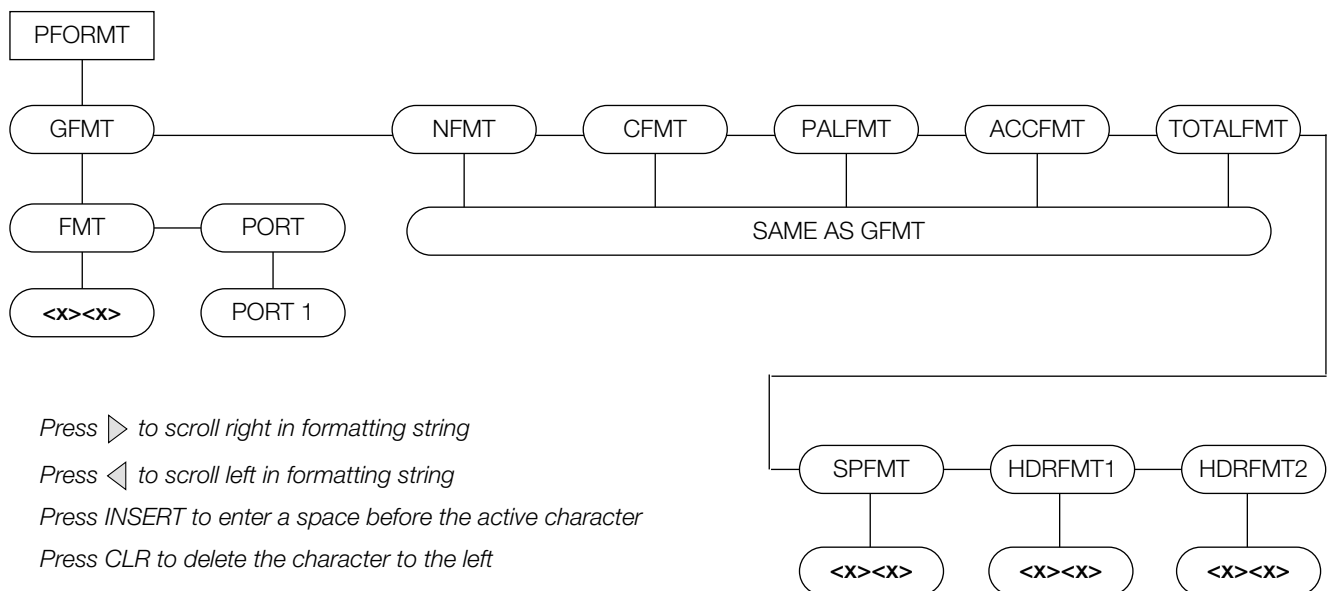 PFORMT
GFMT NFMT CFMT PALFMT ACCFMT TOTALFMT
FMT PORT SAME AS GFMT
<x><x> PORT 1
Press to scroll right in formatting string
Press to scroll left in formatting string
Press INSERT to enter a space before the active character
Press CLR to delete the character to the left
SPFMT HDRFMT1 HDRFMT2
<x><x> <x><x> <x><x>